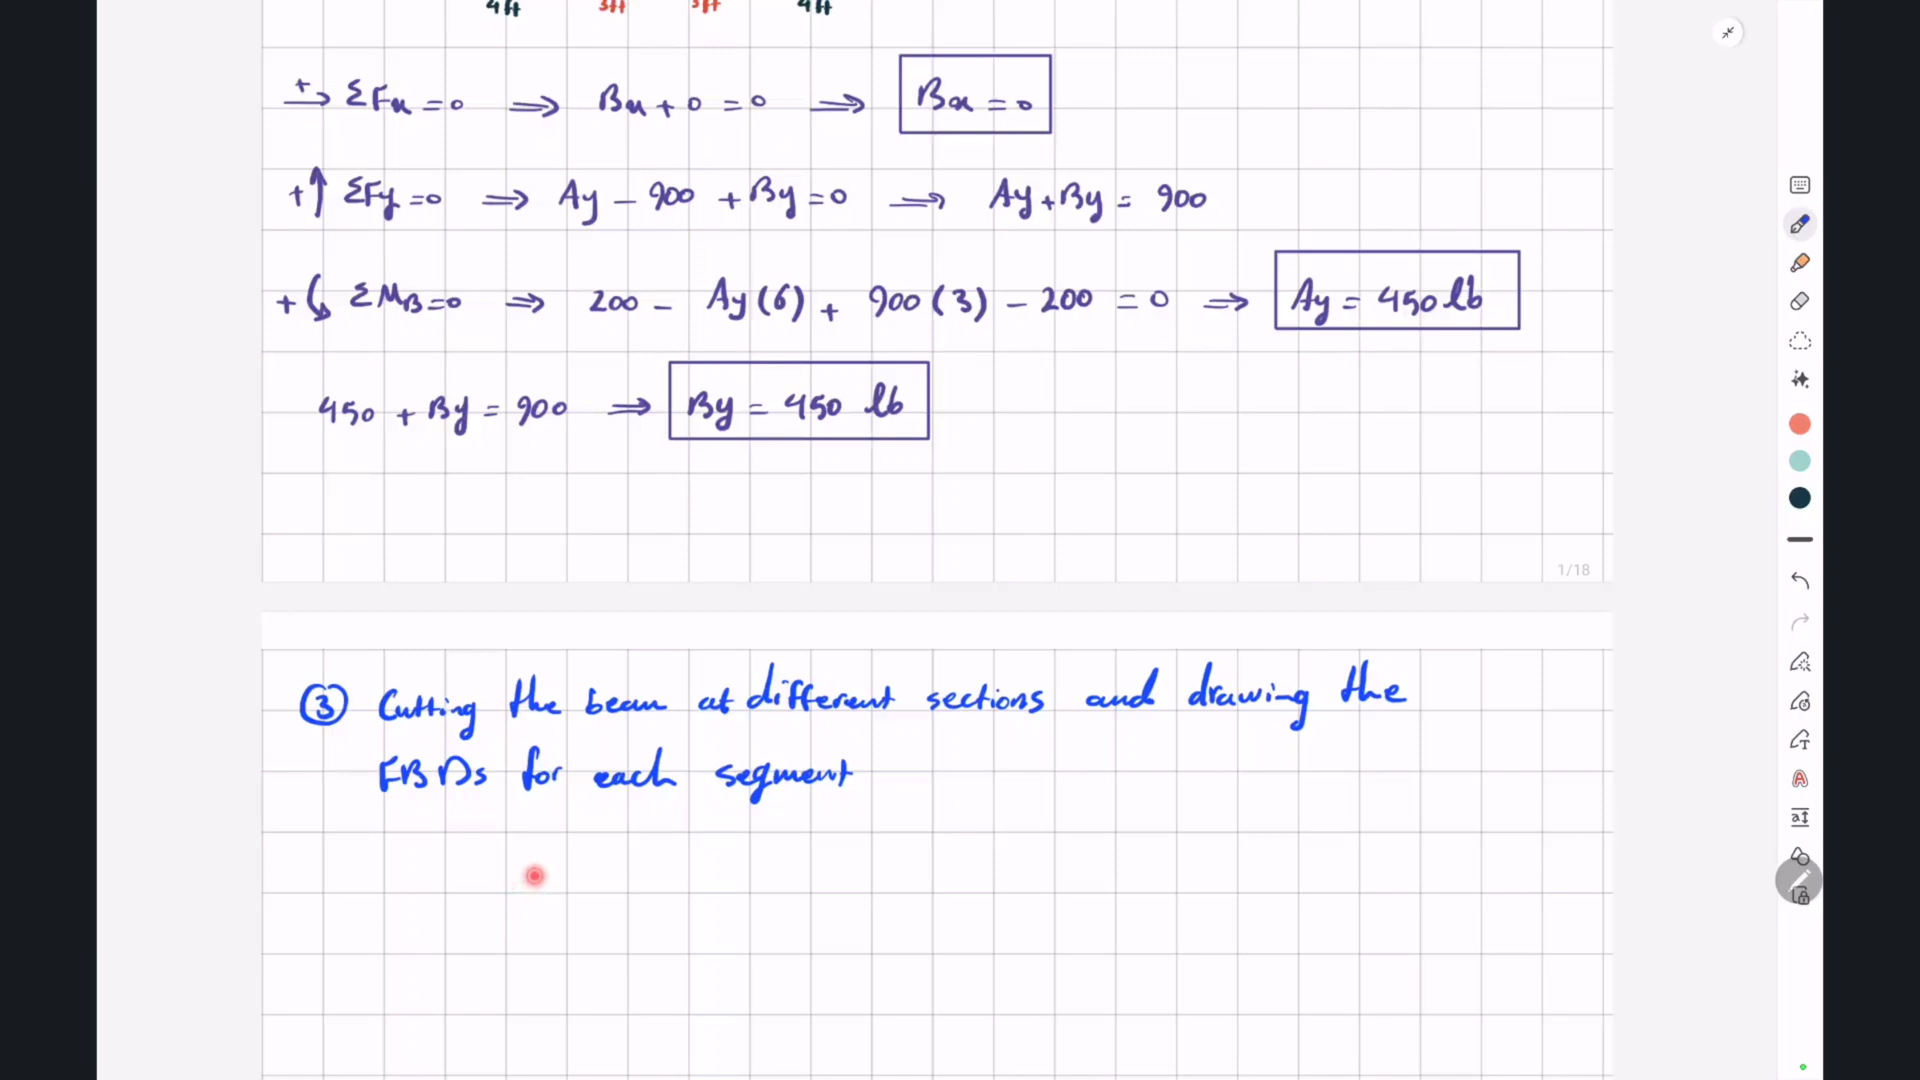 4ft 3ft 3ft 4ft
+→ ΣFx = 0 ⟹ Bx + 0 = 0 ⟹ Bx = 0
+↑ ΣFy = 0 ⟹ Ay - 900 + By = 0 ⟹ Ay + By = 900
+↺ ΣMB = 0 ⟹ 200 - Ay(6) + 900(3) - 200 = 0 ⟹ Ay = 450 lb
450 + By = 900 ⟹ By = 450 lb
1/18
③ Cutting the beam at different sections and drawing the
FBDs for each segment